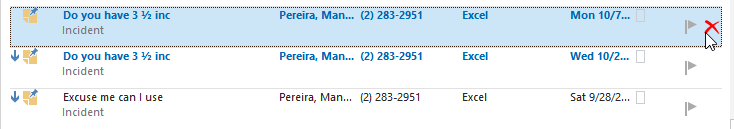 Do you have 3 ½ inc Pereira, Man... (2) 283-2951 Excel Mon 10/7...
Incident
Do you have 3 ½ inc Pereira, Man... (2) 283-2951 Excel Wed 10/2...
Incident
Excuse me can I use Pereira, Man... (2) 283-2951 Excel Sat 9/28/2...
Incident